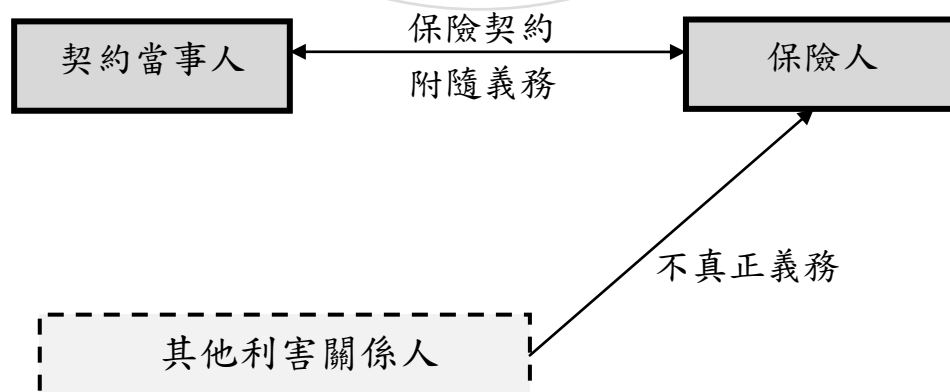 保險契約
契約當事人
保險人
附隨義務
不真正義務
其他利害關係人